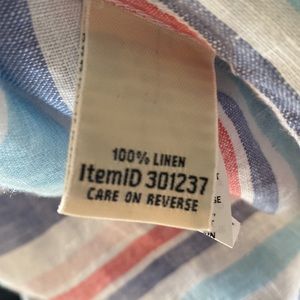 100% LINEN
ItemID 301237
CARE ON REVERSE